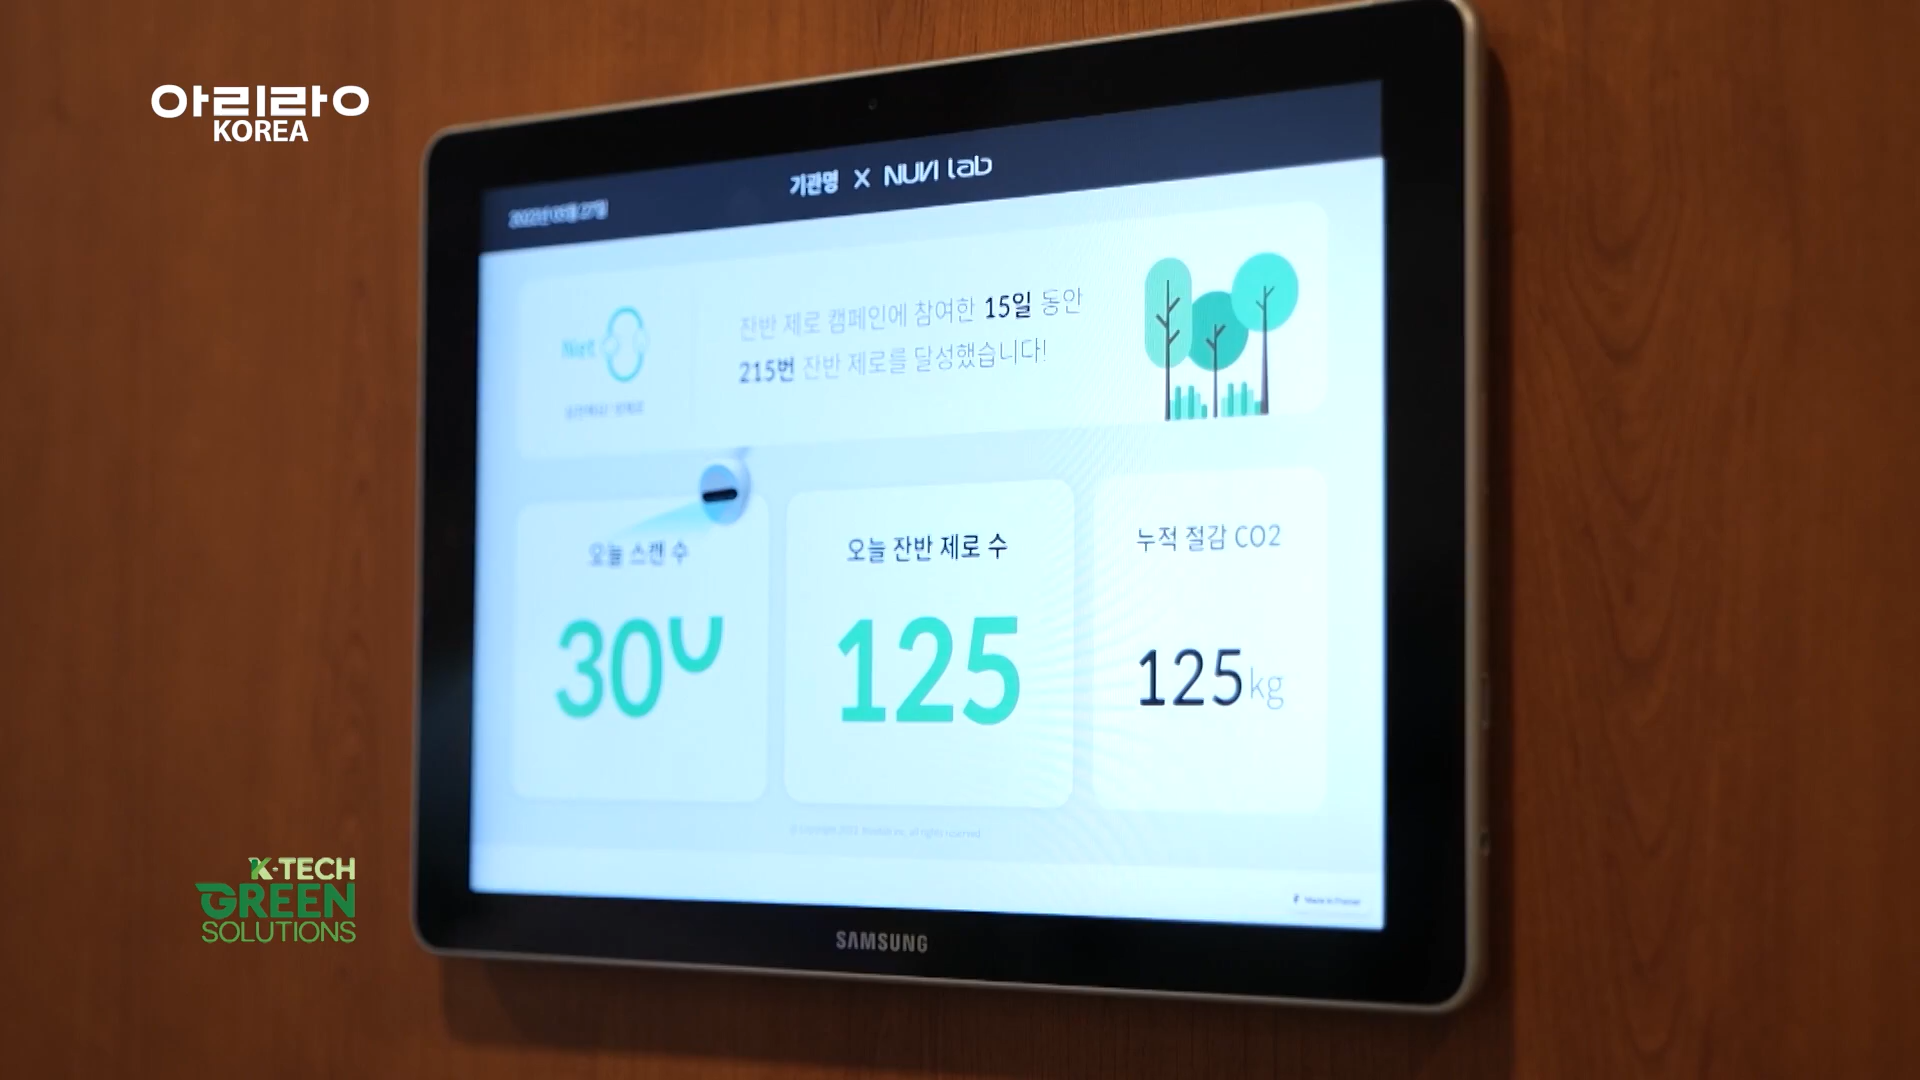 아리랑
KOREA
기관명 X NUVI lab
잔반 제로 캠페인에 참여한 15일 동안
215번 잔반 제로를 달성했습니다!
Net
오늘 스캔 수
30
오늘 잔반 제로 수
125
누적 절감 CO2
125kg
SAMSUNG
K-TECH
GREEN
SOLUTIONS